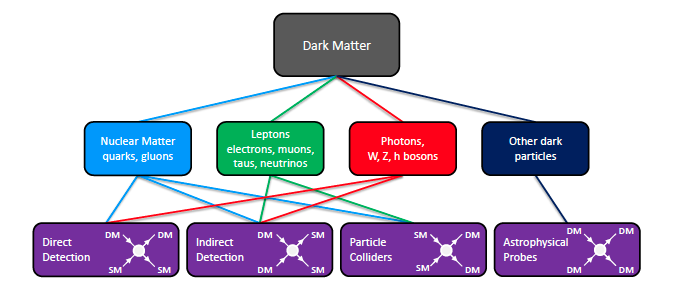 Dark Matter
Nuclear Matter
quarks, gluons
Leptons
electrons, muons,
taus, neutrinos
Photons,
W, Z, h bosons
Other dark
particles
Direct
Detection
DM DM
SM SM
Indirect
Detection
DM SM
DM SM
Particle
Colliders
SM DM
SM DM
Astrophysical
Probes
DM DM
DM DM